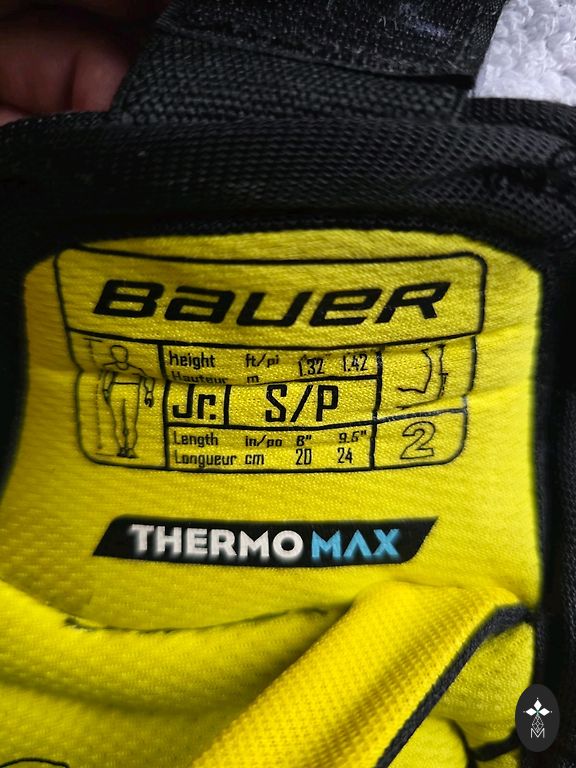 BAUER
Height ft/pi 1.32 1.42
Hauteur m
Jr. S/P
Length in/po 8" 9.5"
Longueur cm 20 24
2
THERMO MAX
M